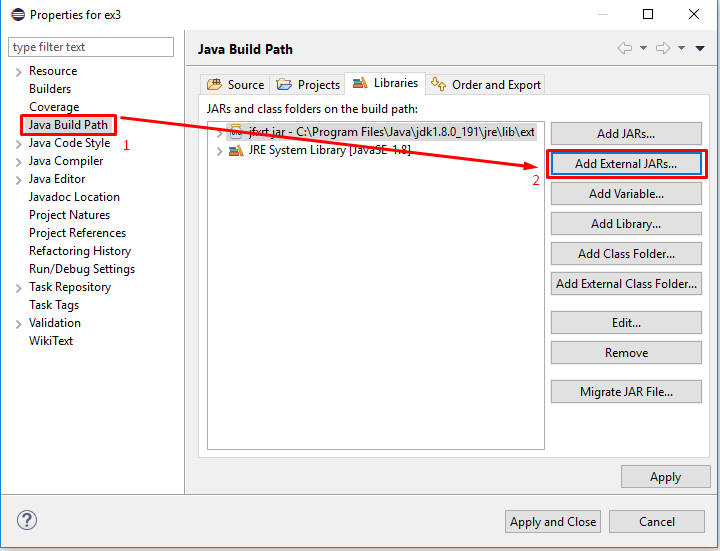 Properties for ex3
type filter text
Resource
Builders
Coverage
Java Build Path
1
Java Code Style
Java Compiler
Java Editor
Javadoc Location
Project Natures
Project References
Refactoring History
Run/Debug Settings
Task Repository
Task Tags
Validation
WikiText
Java Build Path
Source Projects Libraries Order and Export
JARs and class folders on the build path:
jfxrt.jar - C:\Program Files\Java\jdk1.8.0_191\jre\lib\ext
JRE System Library [JavaSE-1.8]
Add JARs...
2
Add External JARs...
Add Variable...
Add Library...
Add Class Folder...
Add External Class Folder...
Edit...
Remove
Migrate JAR File...
Apply
?
Apply and Close Cancel